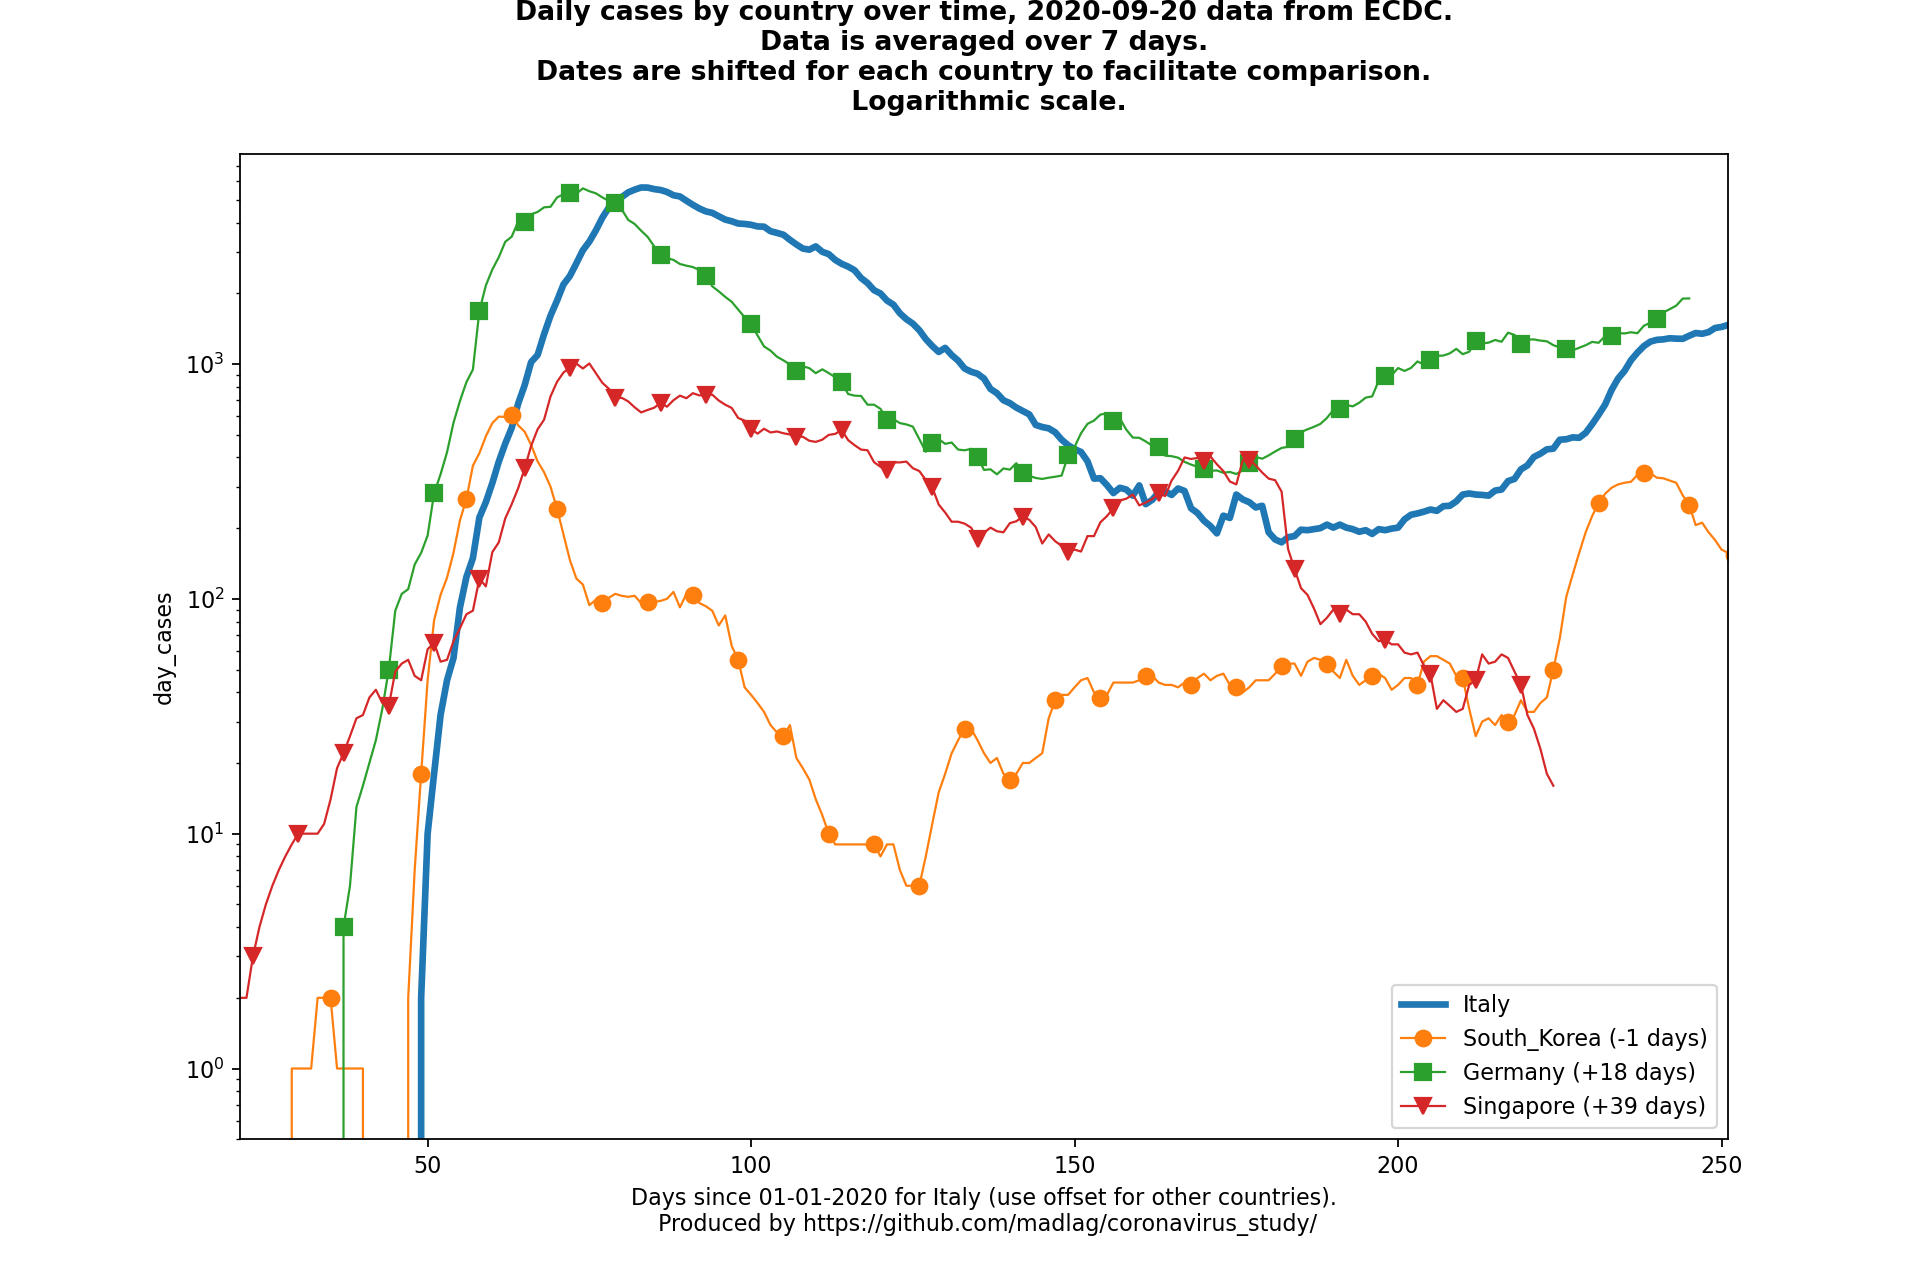 Daily cases by country over time, 2020-09-20 data from ECDC.
Data is averaged over 7 days.
Dates are shifted for each country to facilitate comparison.
Logarithmic scale.
day_cases
10³
10²
10¹
10⁰
50
100
150
200
250
Italy
South_Korea (-1 days)
Germany (+18 days)
Singapore (+39 days)
Days since 01-01-2020 for Italy (use offset for other countries).
Produced by https://github.com/madlag/coronavirus_study/